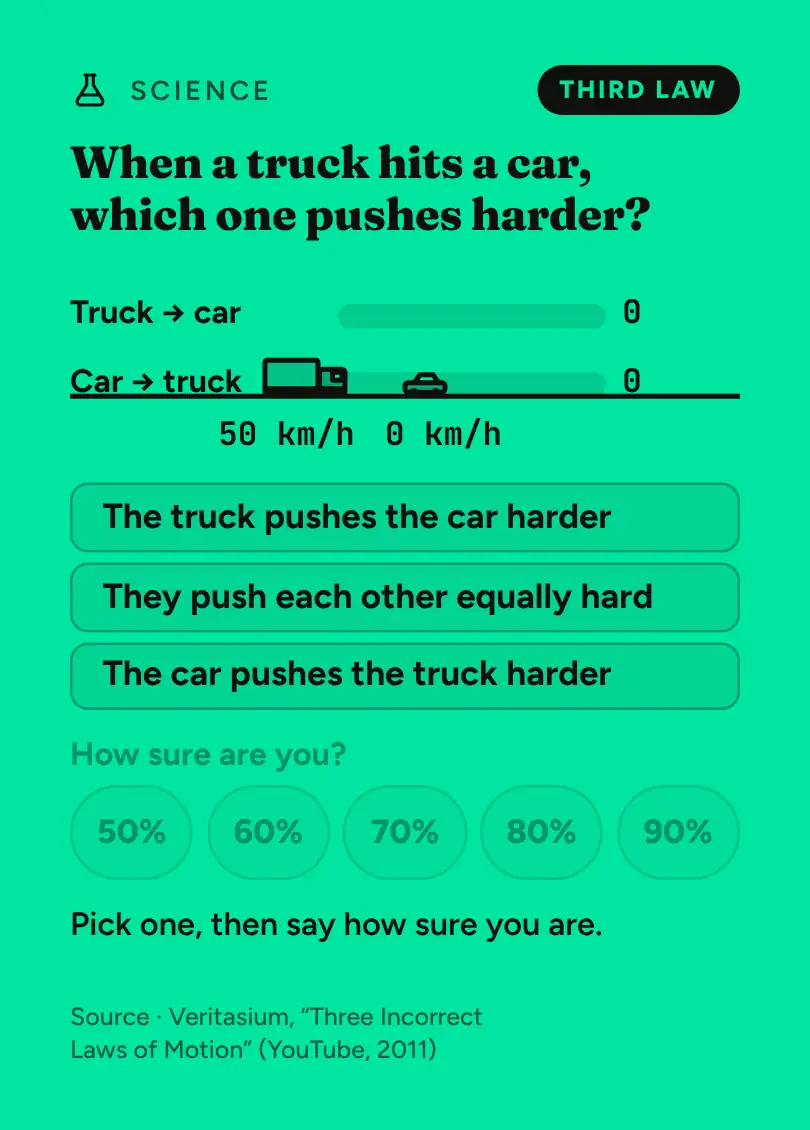 SCIENCE
THIRD LAW
When a truck hits a car,
which one pushes harder?
Truck → car 0
Car → truck 0
50 km/h 0 km/h
The truck pushes the car harder
They push each other equally hard
The car pushes the truck harder
How sure are you?
50% 60% 70% 80% 90%
Pick one, then say how sure you are.
Source · Veritasium, “Three Incorrect
Laws of Motion” (YouTube, 2011)